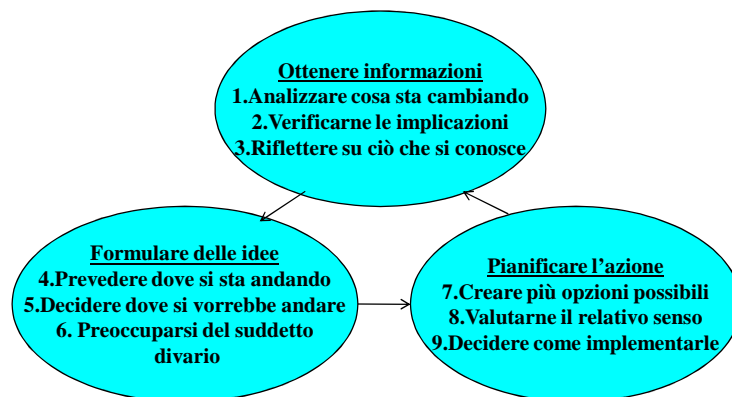 Ottenere informazioni
1.Analizzare cosa sta cambiando
2.Verificarne le implicazioni
3.Riflettere su ciò che si conosce
Formulare delle idee
4.Prevedere dove si sta andando
5.Decidere dove si vorrebbe andare
6. Preoccuparsi del suddetto
divario
Pianificare l’azione
7.Creare più opzioni possibili
8.Valutarne il relativo senso
9.Decidere come implementarle